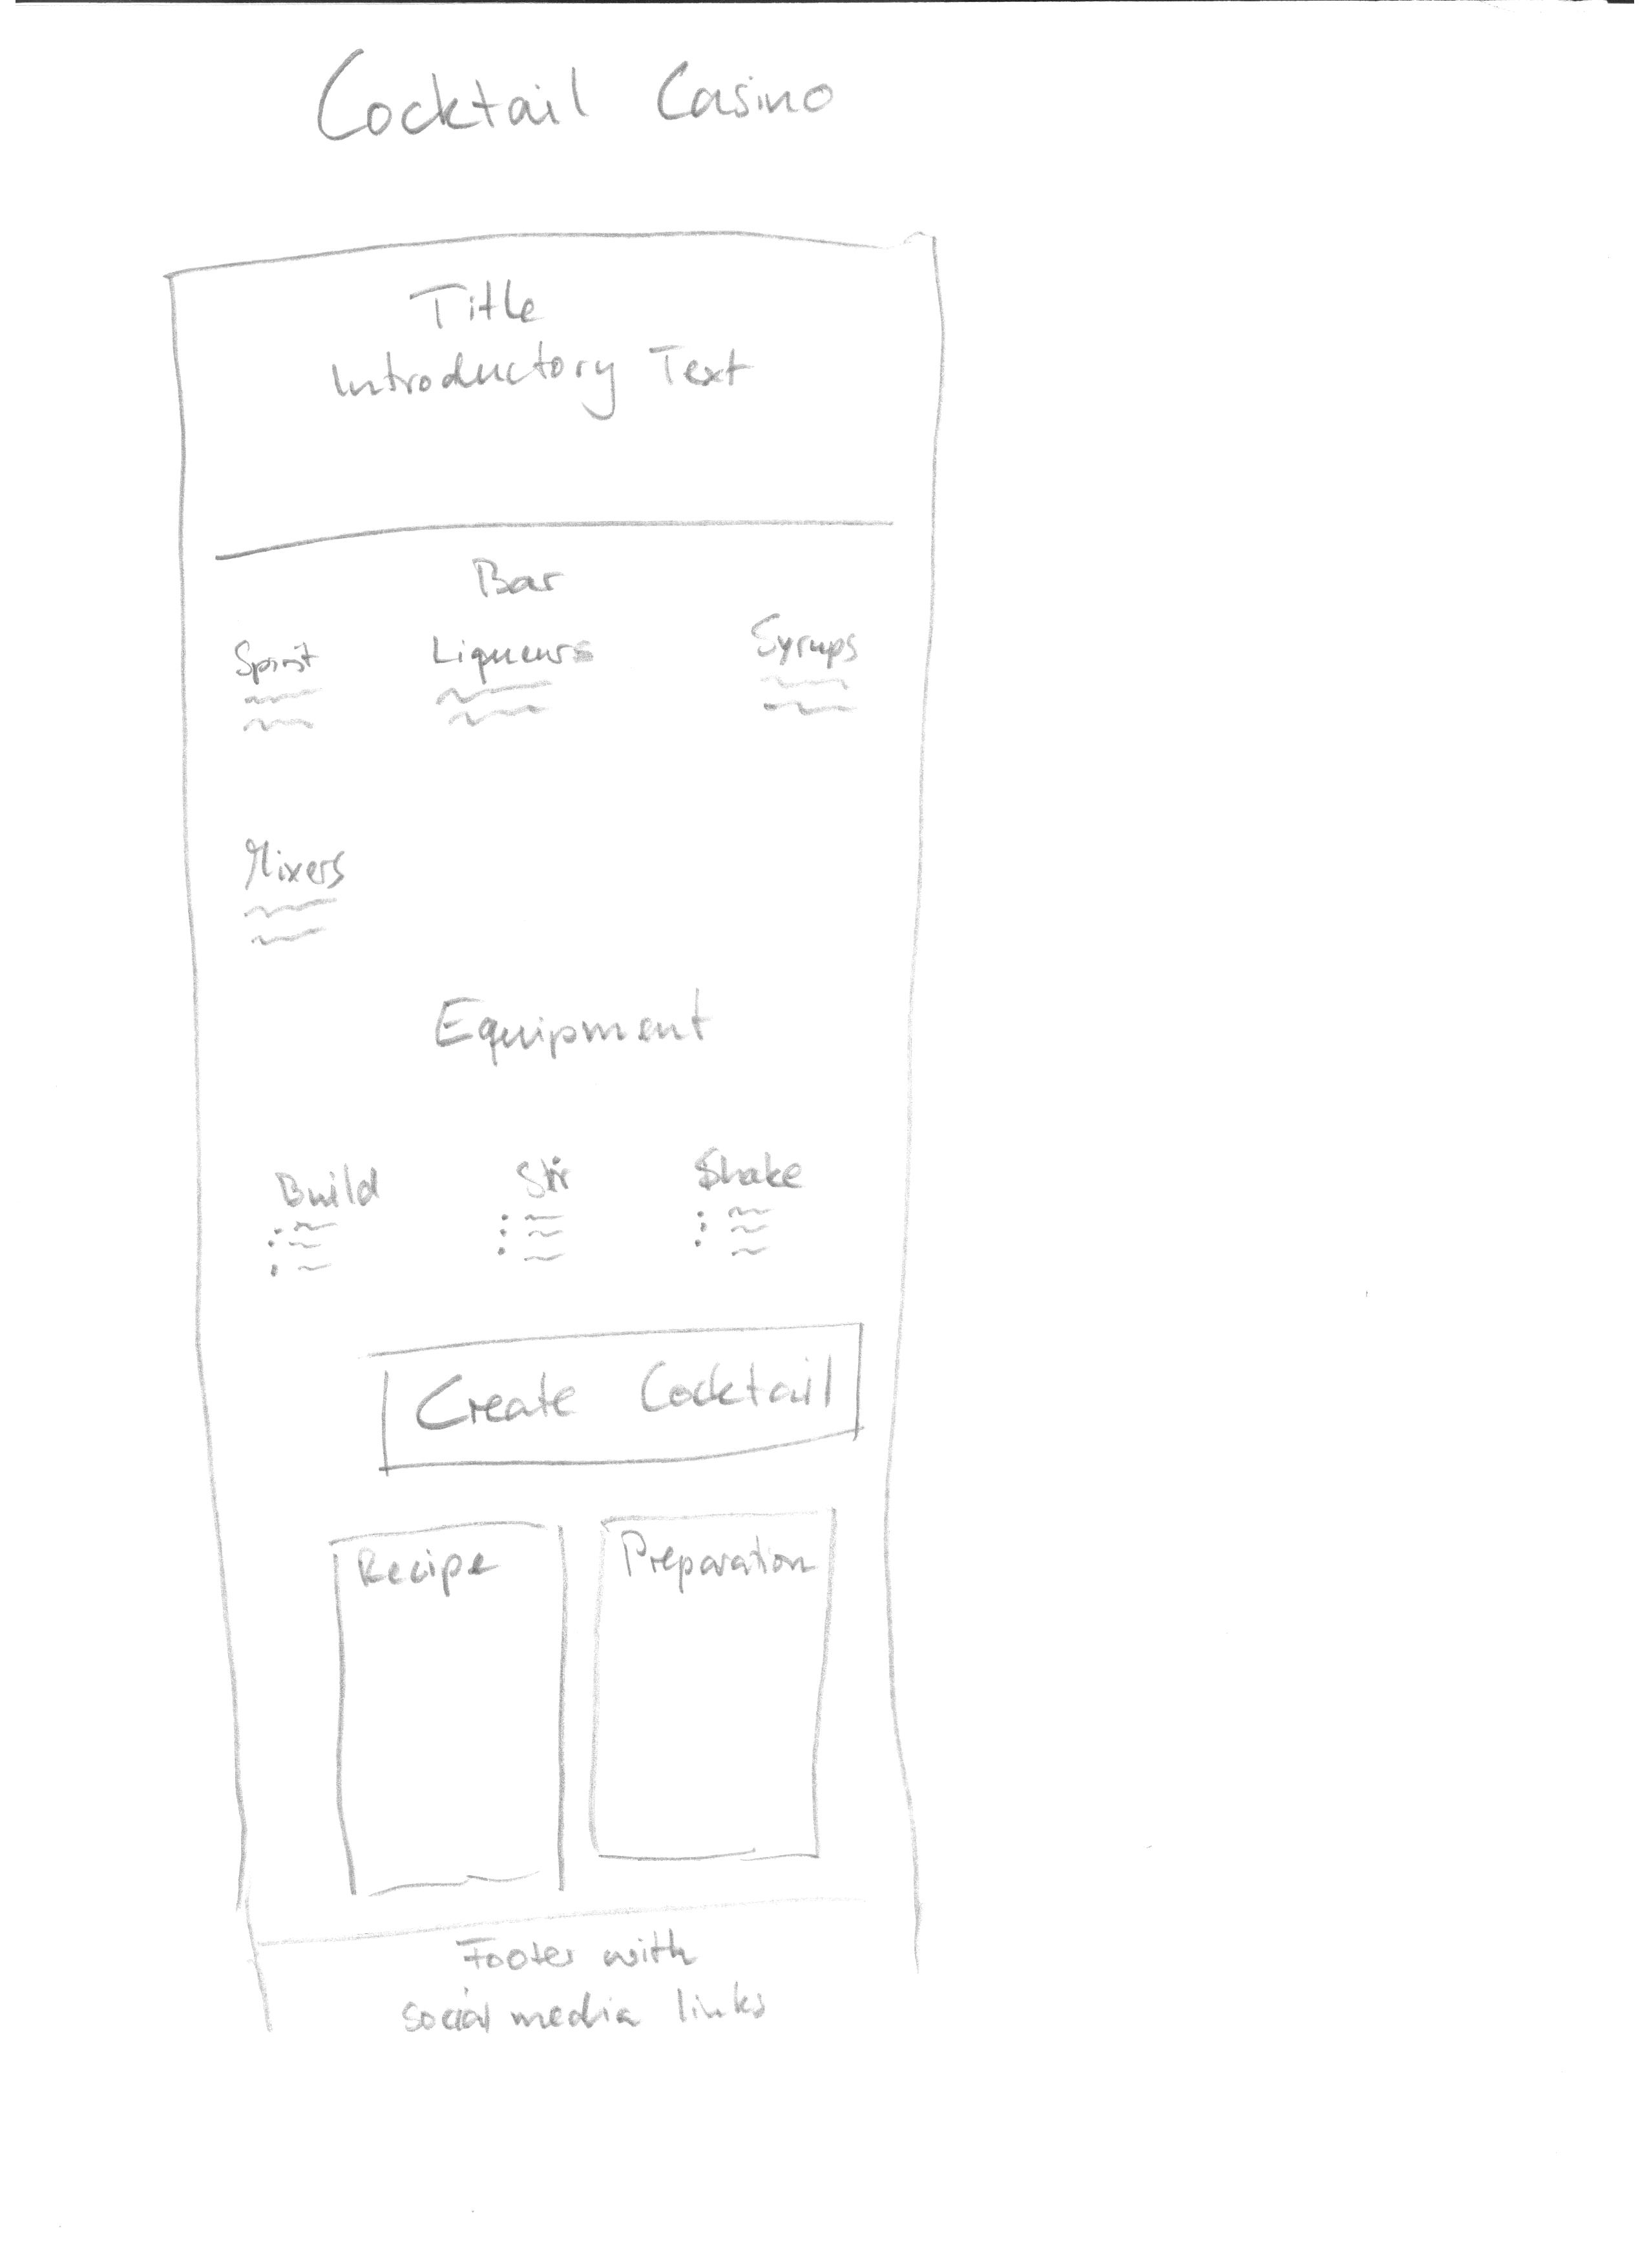 Cocktail Casino
Title
Introductory Text
Bar
Spirit Liqueurs Syrups
Mixers
Equipment
Build Stir Shake
Create Cocktail
Recipe Preparation
Footer with
social media links